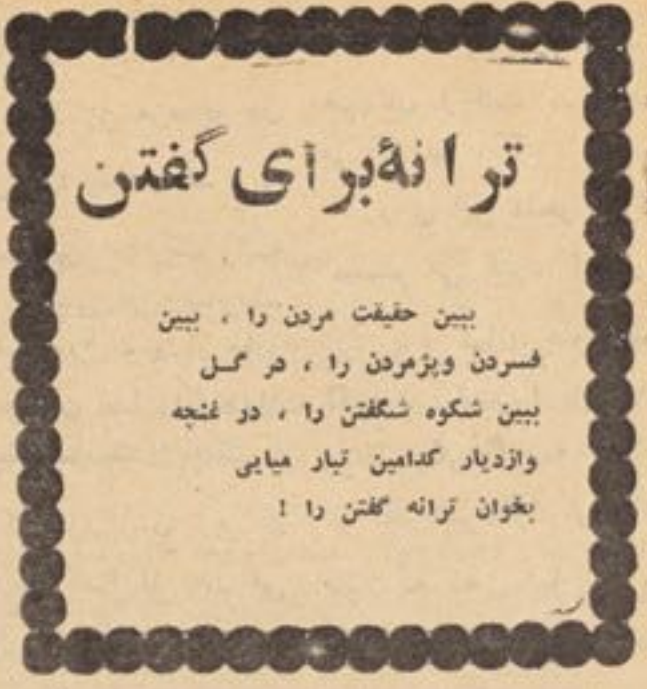 ترانهٔ برای گفتن
ببین حقیقت مردن را ، ببین
فسردن وپژمردن را ، در گسل
ببین شکوه شگفتن را ، در غنچه
وازدیار کدامین تبار میایی
بخوان ترانه گفتن را !